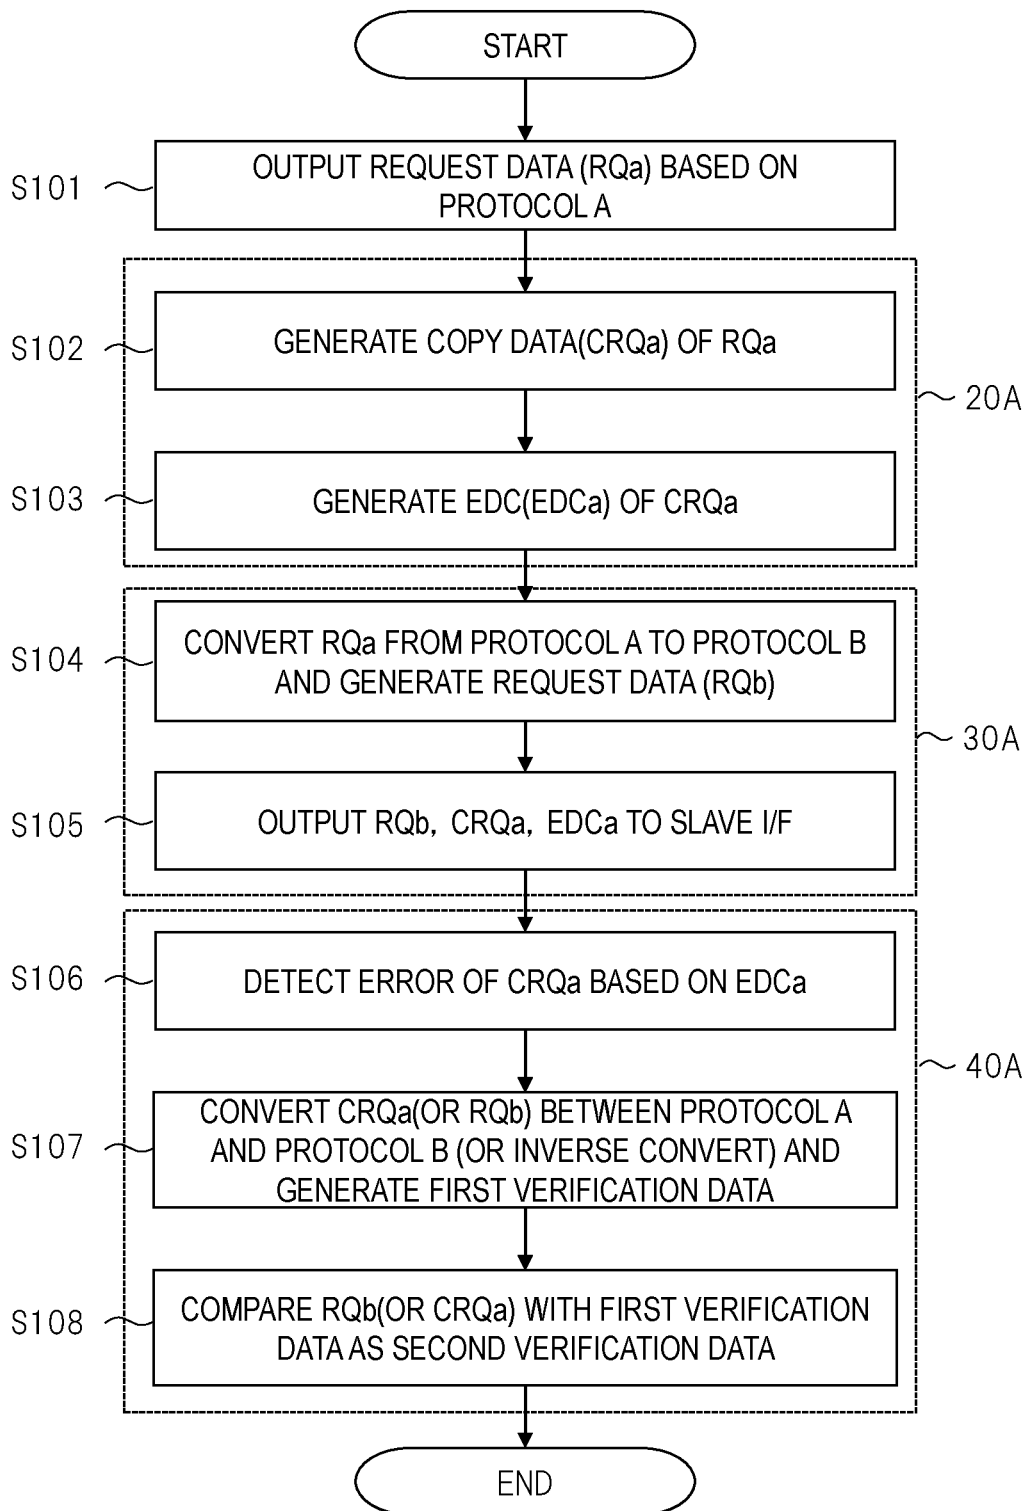 START
S101
OUTPUT REQUEST DATA (RQa) BASED ON
PROTOCOL A
S102
GENERATE COPY DATA(CRQa) OF RQa
20A
S103
GENERATE EDC(EDCa) OF CRQa
S104
CONVERT RQa FROM PROTOCOL A TO PROTOCOL B
AND GENERATE REQUEST DATA (RQb)
30A
S105
OUTPUT RQb, CRQa, EDCa TO SLAVE I/F
S106
DETECT ERROR OF CRQa BASED ON EDCa
40A
S107
CONVERT CRQa(OR RQb) BETWEEN PROTOCOL A
AND PROTOCOL B (OR INVERSE CONVERT) AND
GENERATE FIRST VERIFICATION DATA
S108
COMPARE RQb(OR CRQa) WITH FIRST VERIFICATION
DATA AS SECOND VERIFICATION DATA
END